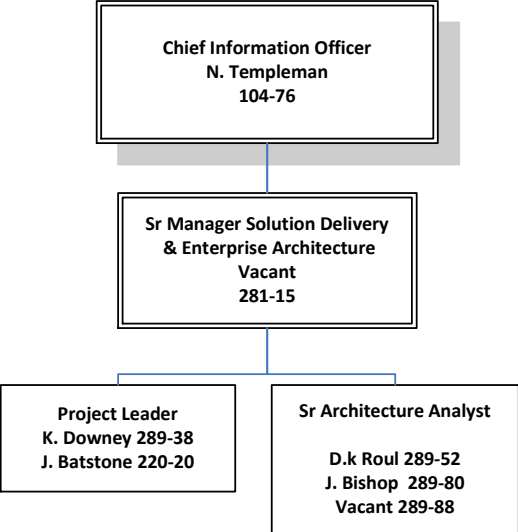 Chief Information Officer
N. Templeman
104-76
Sr Manager Solution Delivery
& Enterprise Architecture
Vacant
281-15
Project Leader
K. Downey 289-38
J. Batstone 220-20
Sr Architecture Analyst
D.k Roul 289-52
J. Bishop 289-80
Vacant 289-88